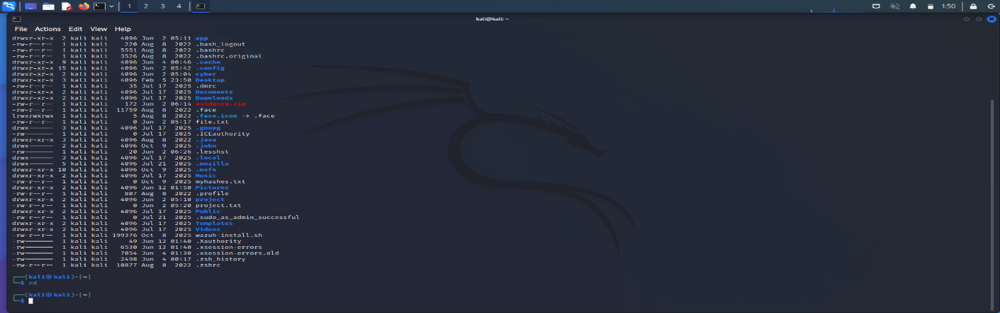 1 2 3 4 1:50
kali@kali: ~
File Actions Edit View Help
drwxr-xr-x 2 kali kali 4096 Jun 2 05:11 app
-rw-r--r-- 1 kali kali 220 Aug 8 2022 .bash_logout
-rw-r--r-- 1 kali kali 5551 Aug 8 2022 .bashrc
-rw-r--r-- 1 kali kali 3526 Aug 8 2022 .bashrc.original
drwxr-xr-x 9 kali kali 4096 Jun 4 00:46 .cache
drwxr-xr-x 15 kali kali 4096 Jun 2 05:42 .config
drwxr-xr-x 2 kali kali 4096 Jun 2 05:04 cyber
drwxr-xr-x 3 kali kali 4096 Feb 5 23:50 Desktop
-rw-r--r-- 1 kali kali 35 Jul 17 2025 .dmrc
drwxr-xr-x 2 kali kali 4096 Jul 17 2025 Documents
drwxr-xr-x 2 kali kali 4096 Jul 17 2025 Downloads
-rw-r--r-- 1 kali kali 172 Jun 2 06:14 evidence.zip
-rw-r--r-- 1 kali kali 11759 Aug 8 2022 .face
lrwxrwxrwx 1 kali kali 5 Aug 8 2022 .face.icon -> .face
-rw-r--r-- 1 kali kali 0 Jun 2 05:17 file.txt
drwx------ 3 kali kali 4096 Jul 17 2025 .gnupg
-rw------- 1 kali kali 0 Jul 17 2025 .ICEauthority
drwxr-xr-x 3 kali kali 4096 Aug 8 2022 .java
drwx------ 2 kali kali 4096 Oct 9 2025 .john
-rw------- 1 kali kali 20 Jun 2 06:26 .lesshst
drwx------ 3 kali kali 4096 Jul 17 2025 .local
drwx------ 5 kali kali 4096 Jul 21 2025 .mozilla
drwxr-xr-x 10 kali kali 4096 Oct 9 2025 .msf4
drwxr-xr-x 2 kali kali 4096 Jul 17 2025 Music
-rw-r--r-- 1 kali kali 0 Oct 9 2025 myhashes.txt
drwxr-xr-x 2 kali kali 4096 Jun 12 01:50 Pictures
-rw-r--r-- 1 kali kali 807 Aug 8 2022 .profile
drwxr-xr-x 2 kali kali 4096 Jun 2 05:10 project
-rw-r--r-- 1 kali kali 0 Jun 2 05:20 project.txt
drwxr-xr-x 2 kali kali 4096 Jul 17 2025 Public
-rw-r--r-- 1 kali kali 0 Jul 21 2025 .sudo_as_admin_successful
drwxr-xr-x 2 kali kali 4096 Jul 17 2025 Templates
drwxr-xr-x 2 kali kali 4096 Jul 17 2025 Videos
-rw-r--r-- 1 kali kali 199376 Oct 8 2025 wazuh-install.sh
-rw------- 1 kali kali 49 Jun 12 01:40 .Xauthority
-rw------- 1 kali kali 6530 Jun 12 01:40 .xsession-errors
-rw------- 1 kali kali 7054 Jun 4 01:30 .xsession-errors.old
-rw------- 1 kali kali 2498 Jun 4 00:17 .zsh_history
-rw-r--r-- 1 kali kali 10877 Aug 8 2022 .zshrc
┌──(kali㉿kali)-[~]
└─$ cd
┌──(kali㉿kali)-[~]
└─$